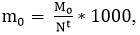 m₀ = M₀/Nᵗ * 1000,